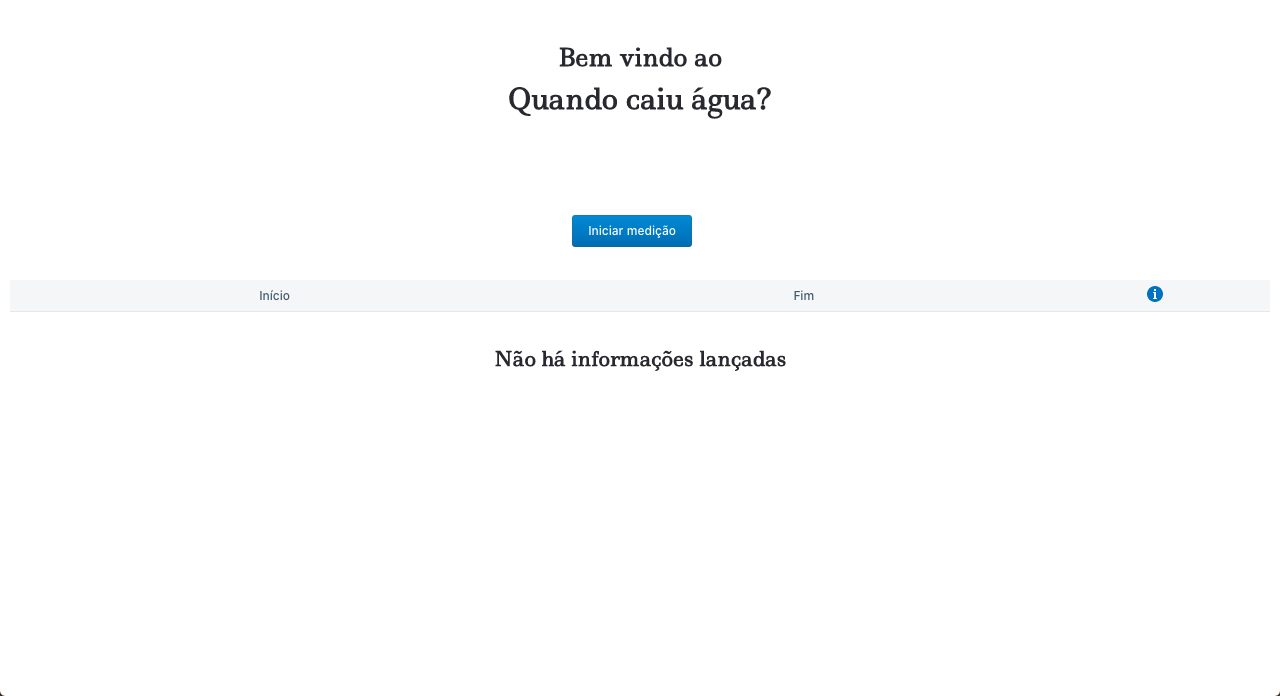 Bem vindo ao
Quando caiu água?
Iniciar medição
Início Fim
Não há informações lançadas